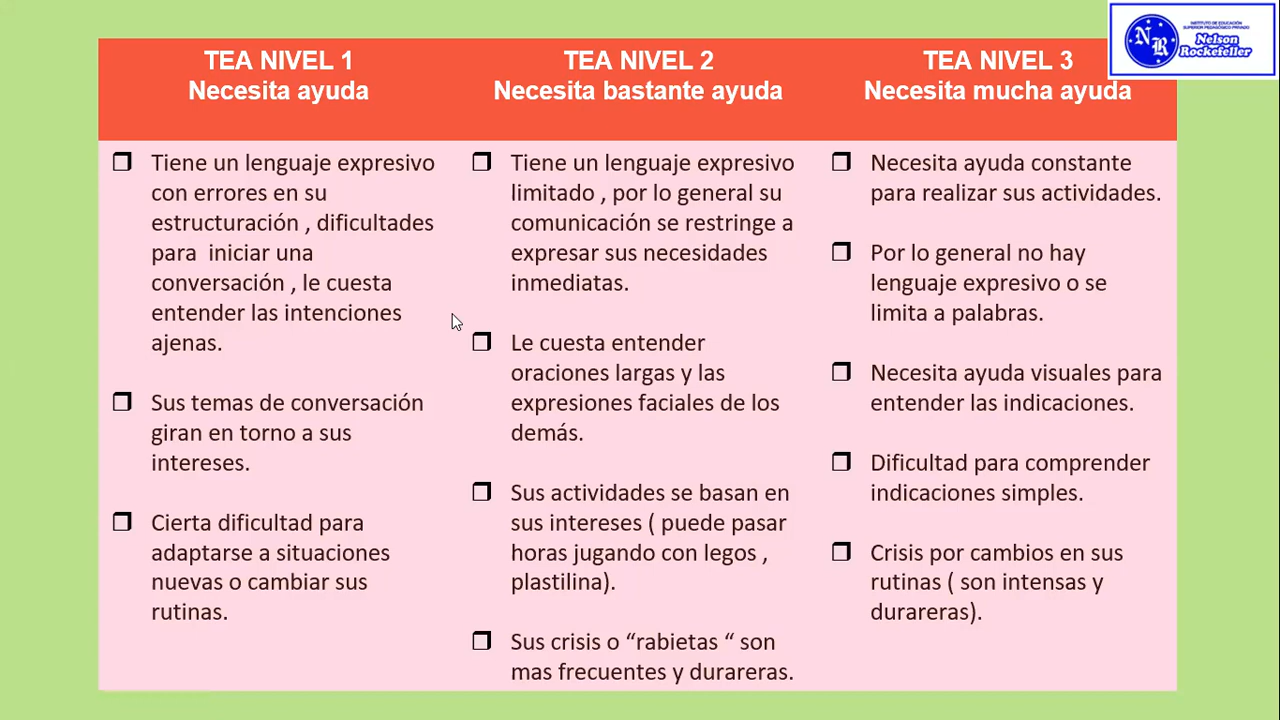 INSTITUTO DE EDUCACIÓN
SUPERIOR PEDAGÓGICO PRIVADO
Nelson
Rockefeller
NR
TEA NIVEL 1
Necesita ayuda
TEA NIVEL 2
Necesita bastante ayuda
TEA NIVEL 3
Necesita mucha ayuda
Tiene un lenguaje expresivo
con errores en su
estructuración , dificultades
para iniciar una
conversación , le cuesta
entender las intenciones
ajenas.
Sus temas de conversación
giran en torno a sus
intereses.
Cierta dificultad para
adaptarse a situaciones
nuevas o cambiar sus
rutinas.
Tiene un lenguaje expresivo
limitado , por lo general su
comunicación se restringe a
expresar sus necesidades
inmediatas.
Le cuesta entender
oraciones largas y las
expresiones faciales de los
demás.
Sus actividades se basan en
sus intereses ( puede pasar
horas jugando con legos ,
plastilina).
Sus crisis o “rabietas “ son
mas frecuentes y durareras.
Necesita ayuda constante
para realizar sus actividades.
Por lo general no hay
lenguaje expresivo o se
limita a palabras.
Necesita ayuda visuales para
entender las indicaciones.
Dificultad para comprender
indicaciones simples.
Crisis por cambios en sus
rutinas ( son intensas y
durareras).